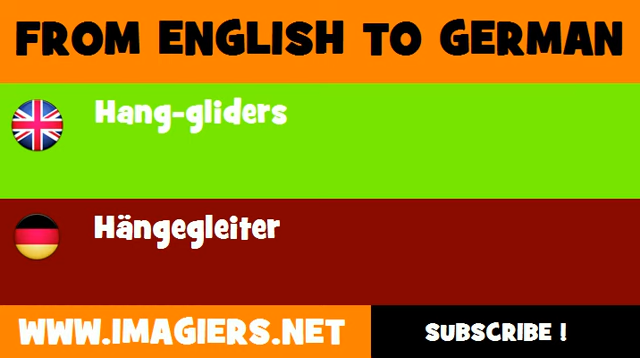 FROM ENGLISH TO GERMAN
Hang-gliders
Hängegleiter
WWW.IMAGIERS.NET
SUBSCRIBE !